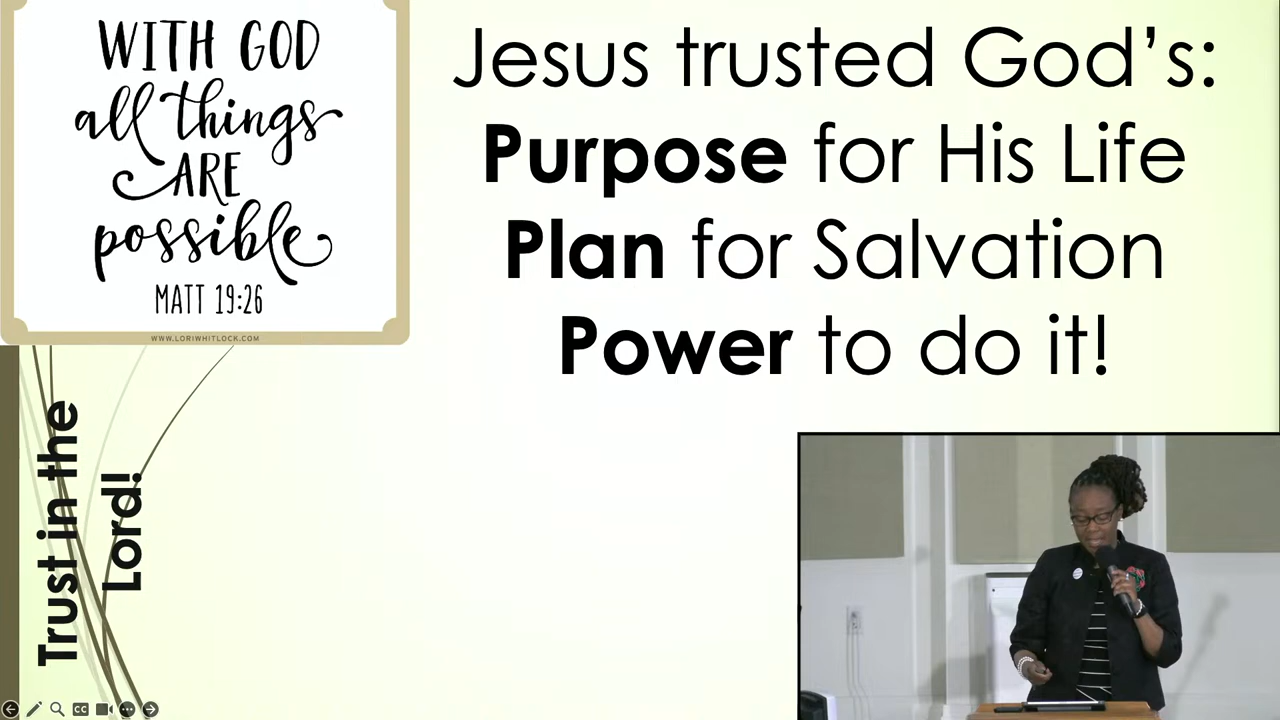 WITH GOD
all things
ARE
possible
MATT 19:26
WWW.LORIWHITLOCK.COM
Jesus trusted God's:
Purpose for His Life
Plan for Salvation
Power to do it!
Trust in the
Lord!
CC